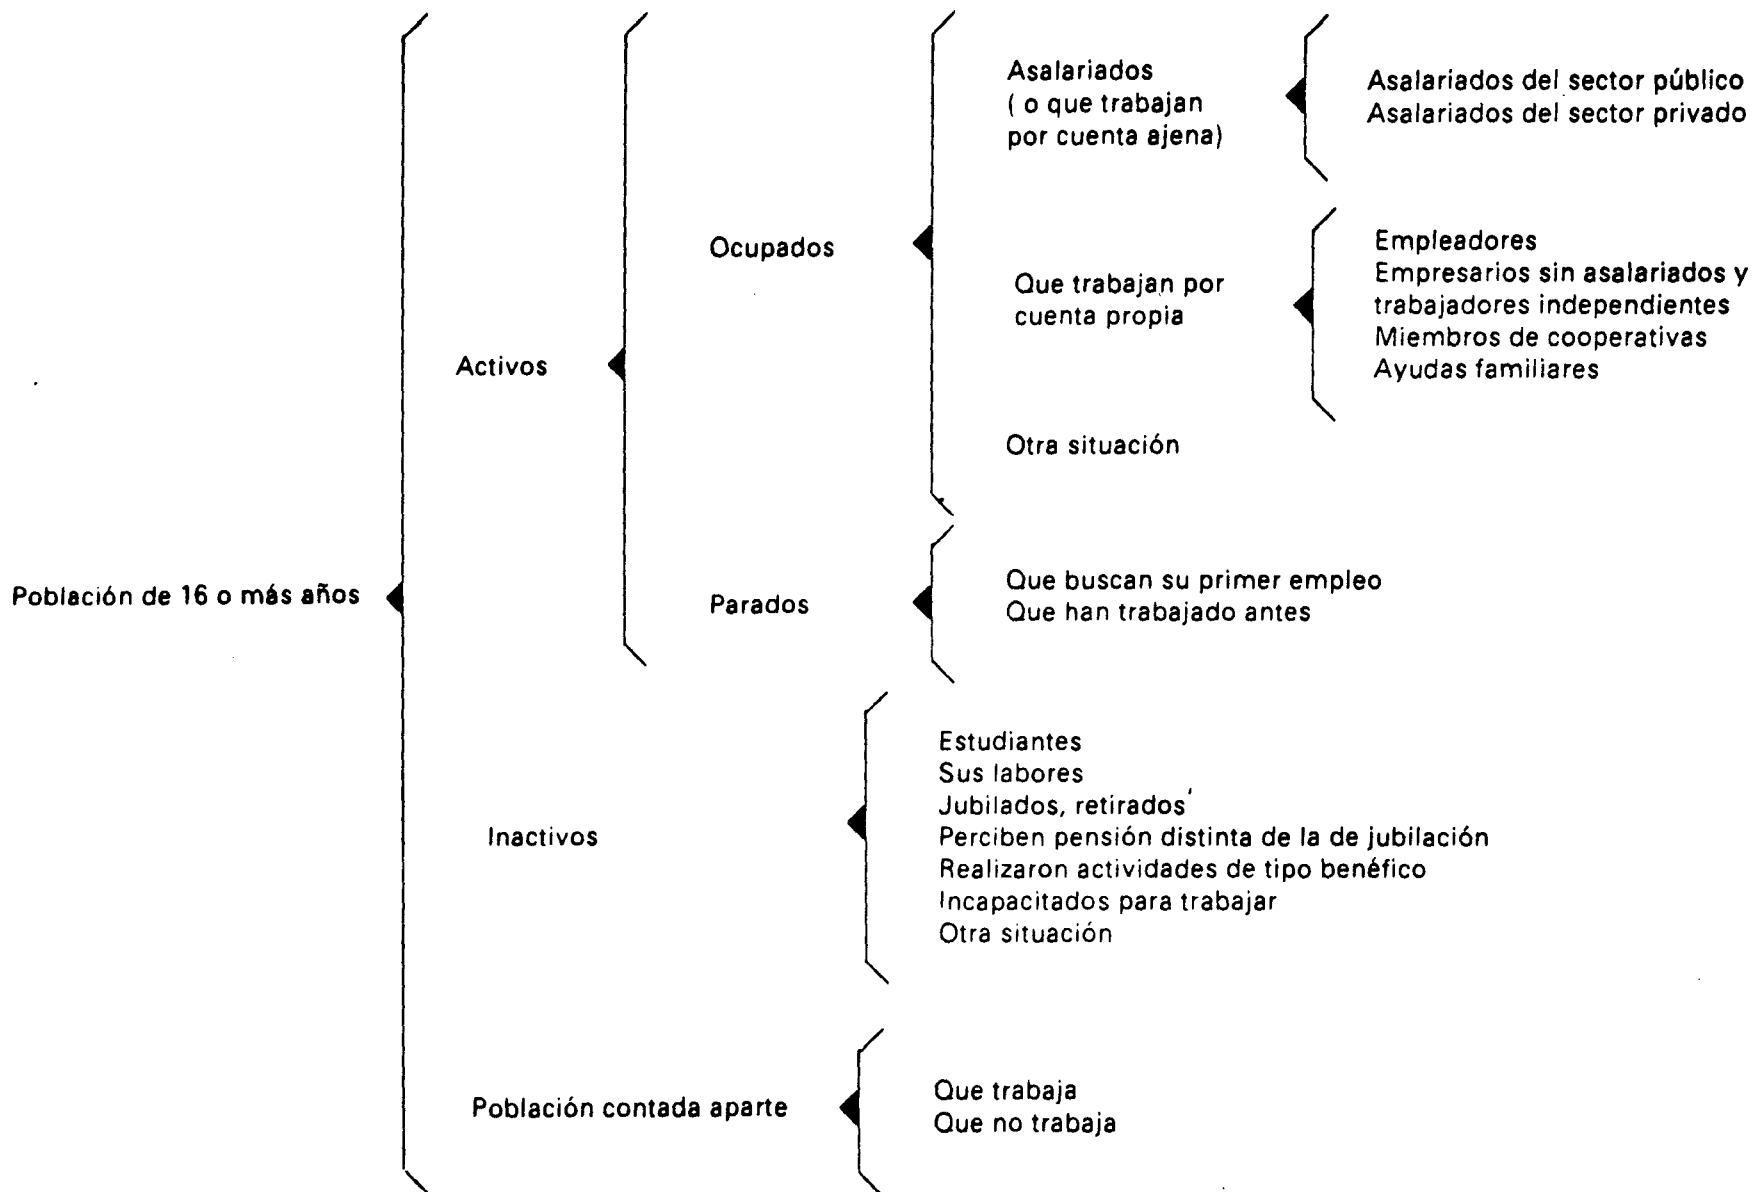 Población de 16 o más años
Activos
Ocupados
Asalariados
( o que trabajan
por cuenta ajena)
Asalariados del sector público
Asalariados del sector privado
Que trabajan por
cuenta propia
Empleadores
Empresarios sin asalariados y
trabajadores independientes
Miembros de cooperativas
Ayudas familiares
Otra situación
Parados
Que buscan su primer empleo
Que han trabajado antes
Inactivos
Estudiantes
Sus labores
Jubilados, retirados
Perciben pensión distinta de la de jubilación
Realizaron actividades de tipo benéfico
Incapacitados para trabajar
Otra situación
Población contada aparte
Que trabaja
Que no trabaja